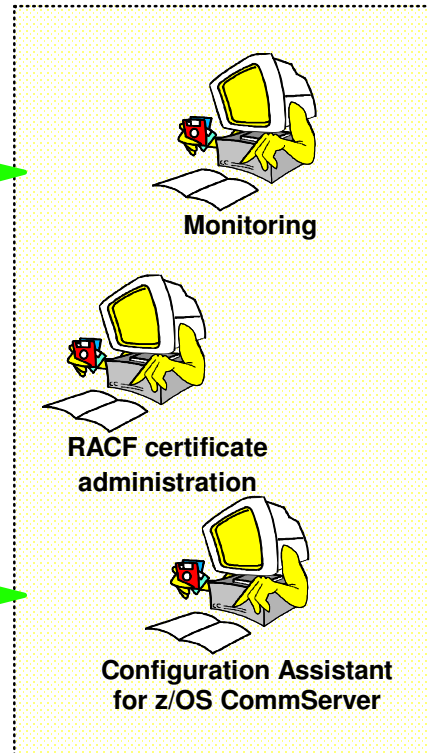 Monitoring
RACF certificate
administration
Configuration Assistant
for z/OS CommServer